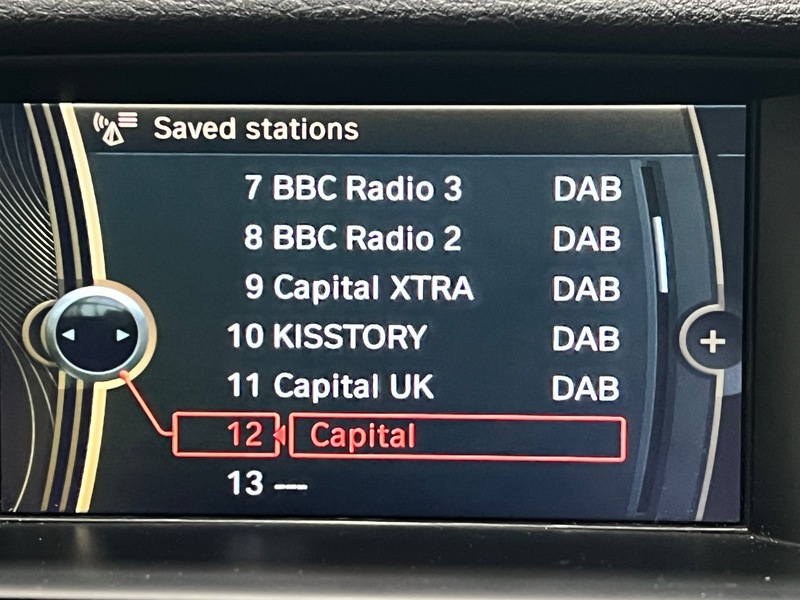 Saved stations
7 BBC Radio 3 DAB
8 BBC Radio 2 DAB
9 Capital XTRA DAB
10 KISSTORY DAB
11 Capital UK DAB
12 Capital
13 ---
+